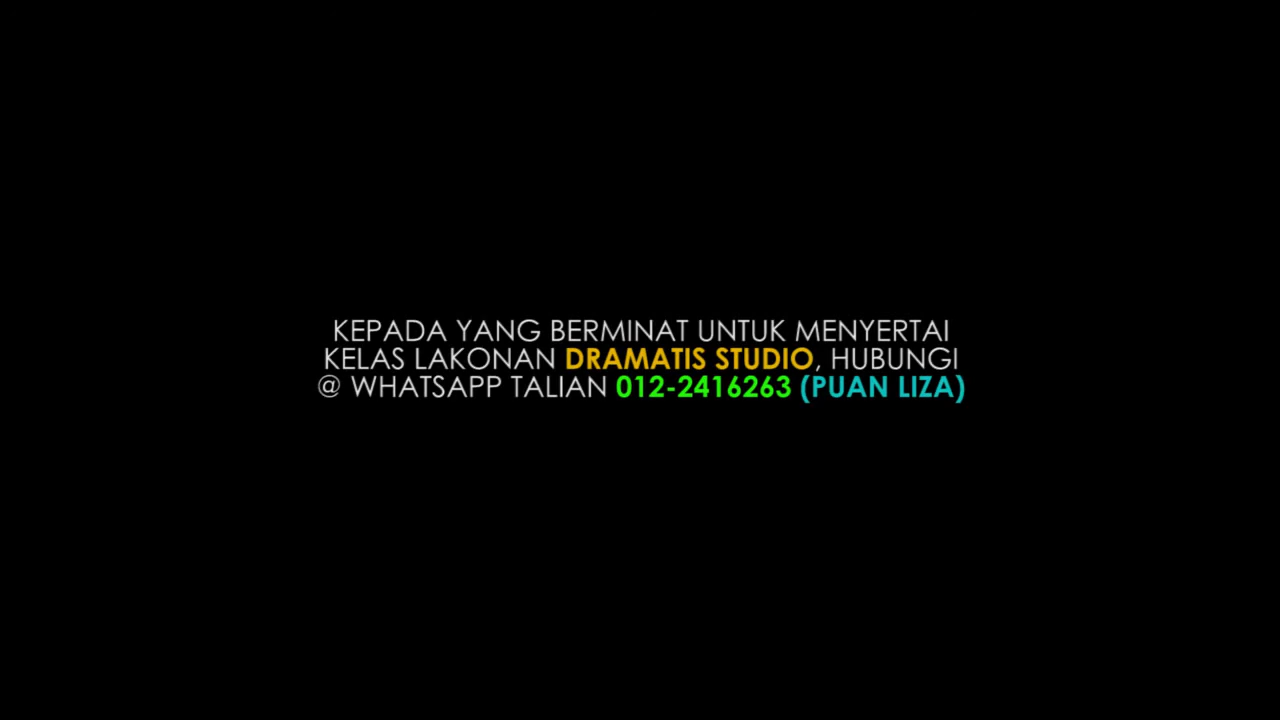 KEPADA YANG BERMINAT UNTUK MENYERTAI
KELAS LAKONAN DRAMATIS STUDIO, HUBUNGI
@ WHATSAPP TALIAN 012-2416263 (PUAN LIZA)